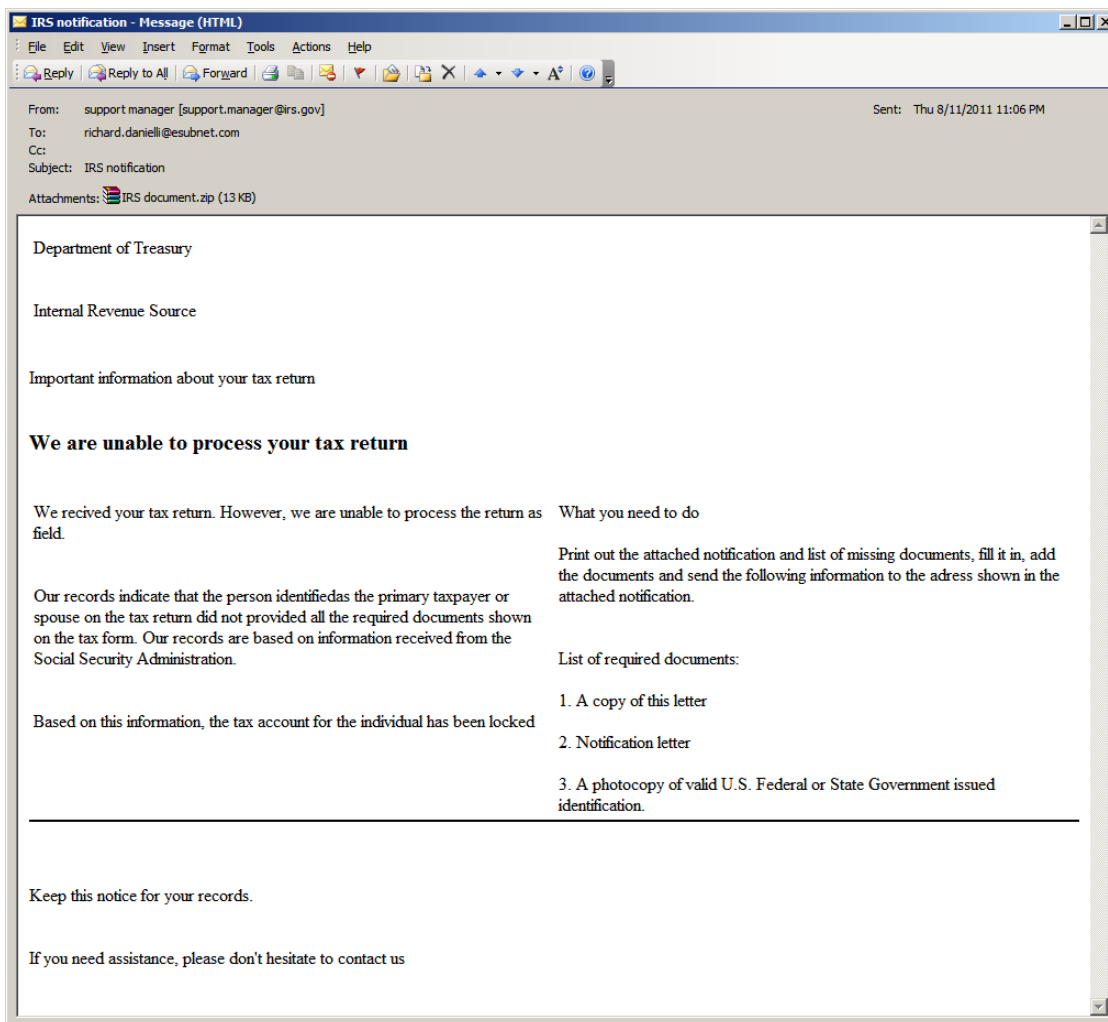 IRS notification - Message (HTML)
File Edit View Insert Format Tools Actions Help
Reply Reply to All Forward
From: support manager [support.manager@irs.gov] Sent: Thu 8/11/2011 11:06 PM
To: richard.danielli@esubnet.com
Cc:
Subject: IRS notification
Attachments: IRS document.zip (13 KB)
Department of Treasury
Internal Revenue Source
Important information about your tax return
We are unable to process your tax return
We recived your tax return. However, we are unable to process the return as
field.
Our records indicate that the person identifiedas the primary taxpayer or
spouse on the tax return did not provided all the required documents shown
on the tax form. Our records are based on information received from the
Social Security Administration.
Based on this information, the tax account for the individual has been locked
What you need to do
Print out the attached notification and list of missing documents, fill it in, add
the documents and send the following information to the adress shown in the
attached notification.
List of required documents:
1. A copy of this letter
2. Notification letter
3. A photocopy of valid U.S. Federal or State Government issued
identification.
Keep this notice for your records.
If you need assistance, please don't hesitate to contact us